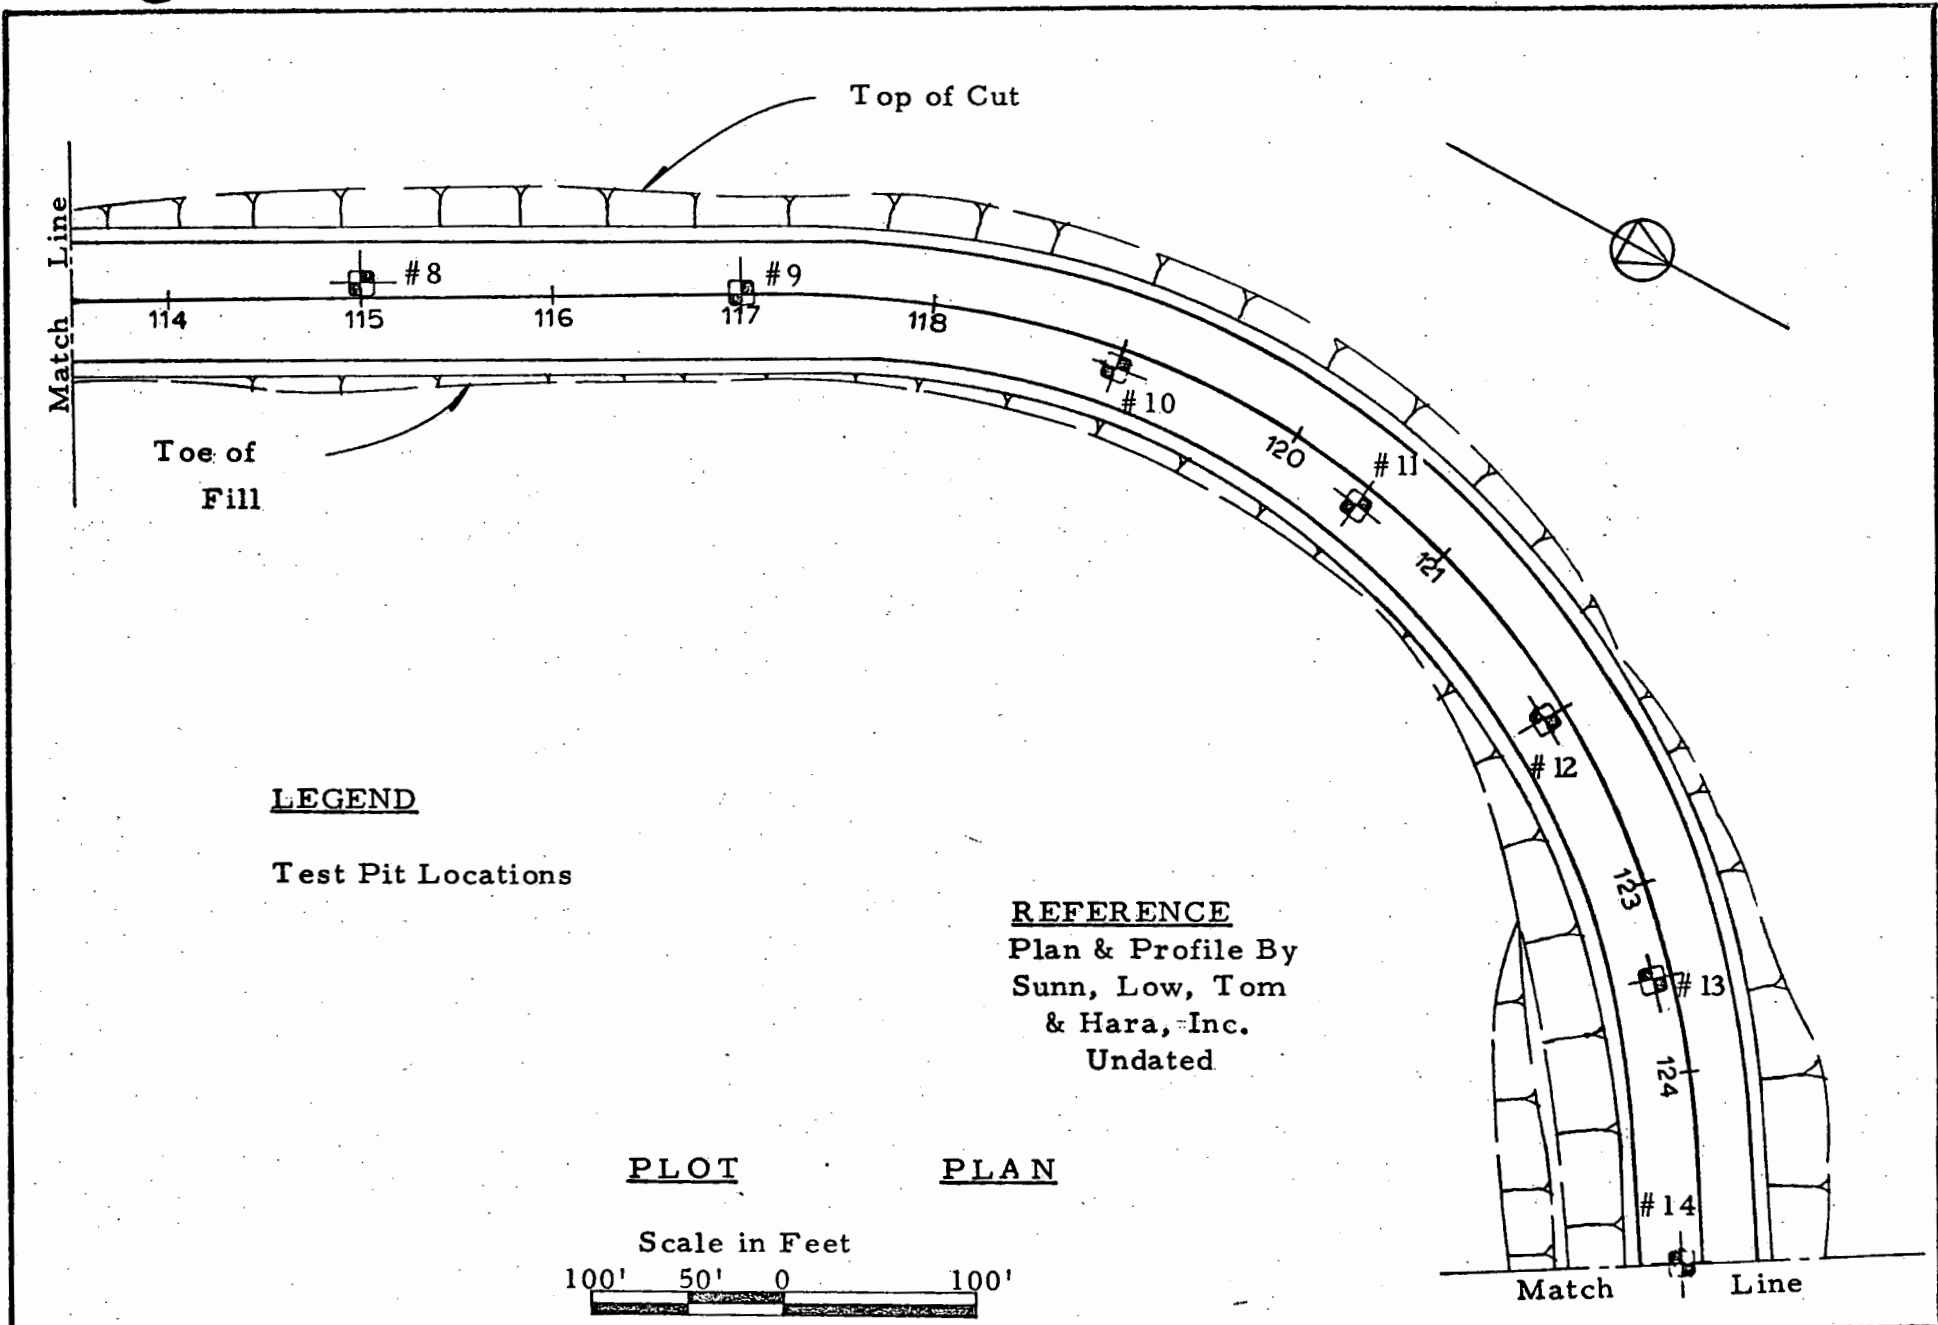 Top of Cut
Match Line
#8
#9
114
115
116
117
118
#10
120
#11
121
Toe of
Fill
#12
LEGEND
Test Pit Locations
123
REFERENCE
Plan & Profile By
Sunn, Low, Tom
& Hara, Inc.
Undated
#13
124
PLOT PLAN
#14
Scale in Feet
100' 50' 0 100'
Match Line